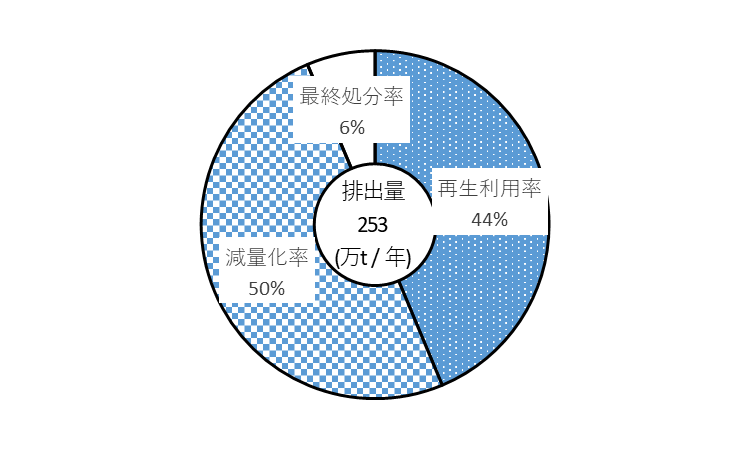 最終処分率
6%
排出量
253
(万t / 年)
再生利用率
44%
減量化率
50%